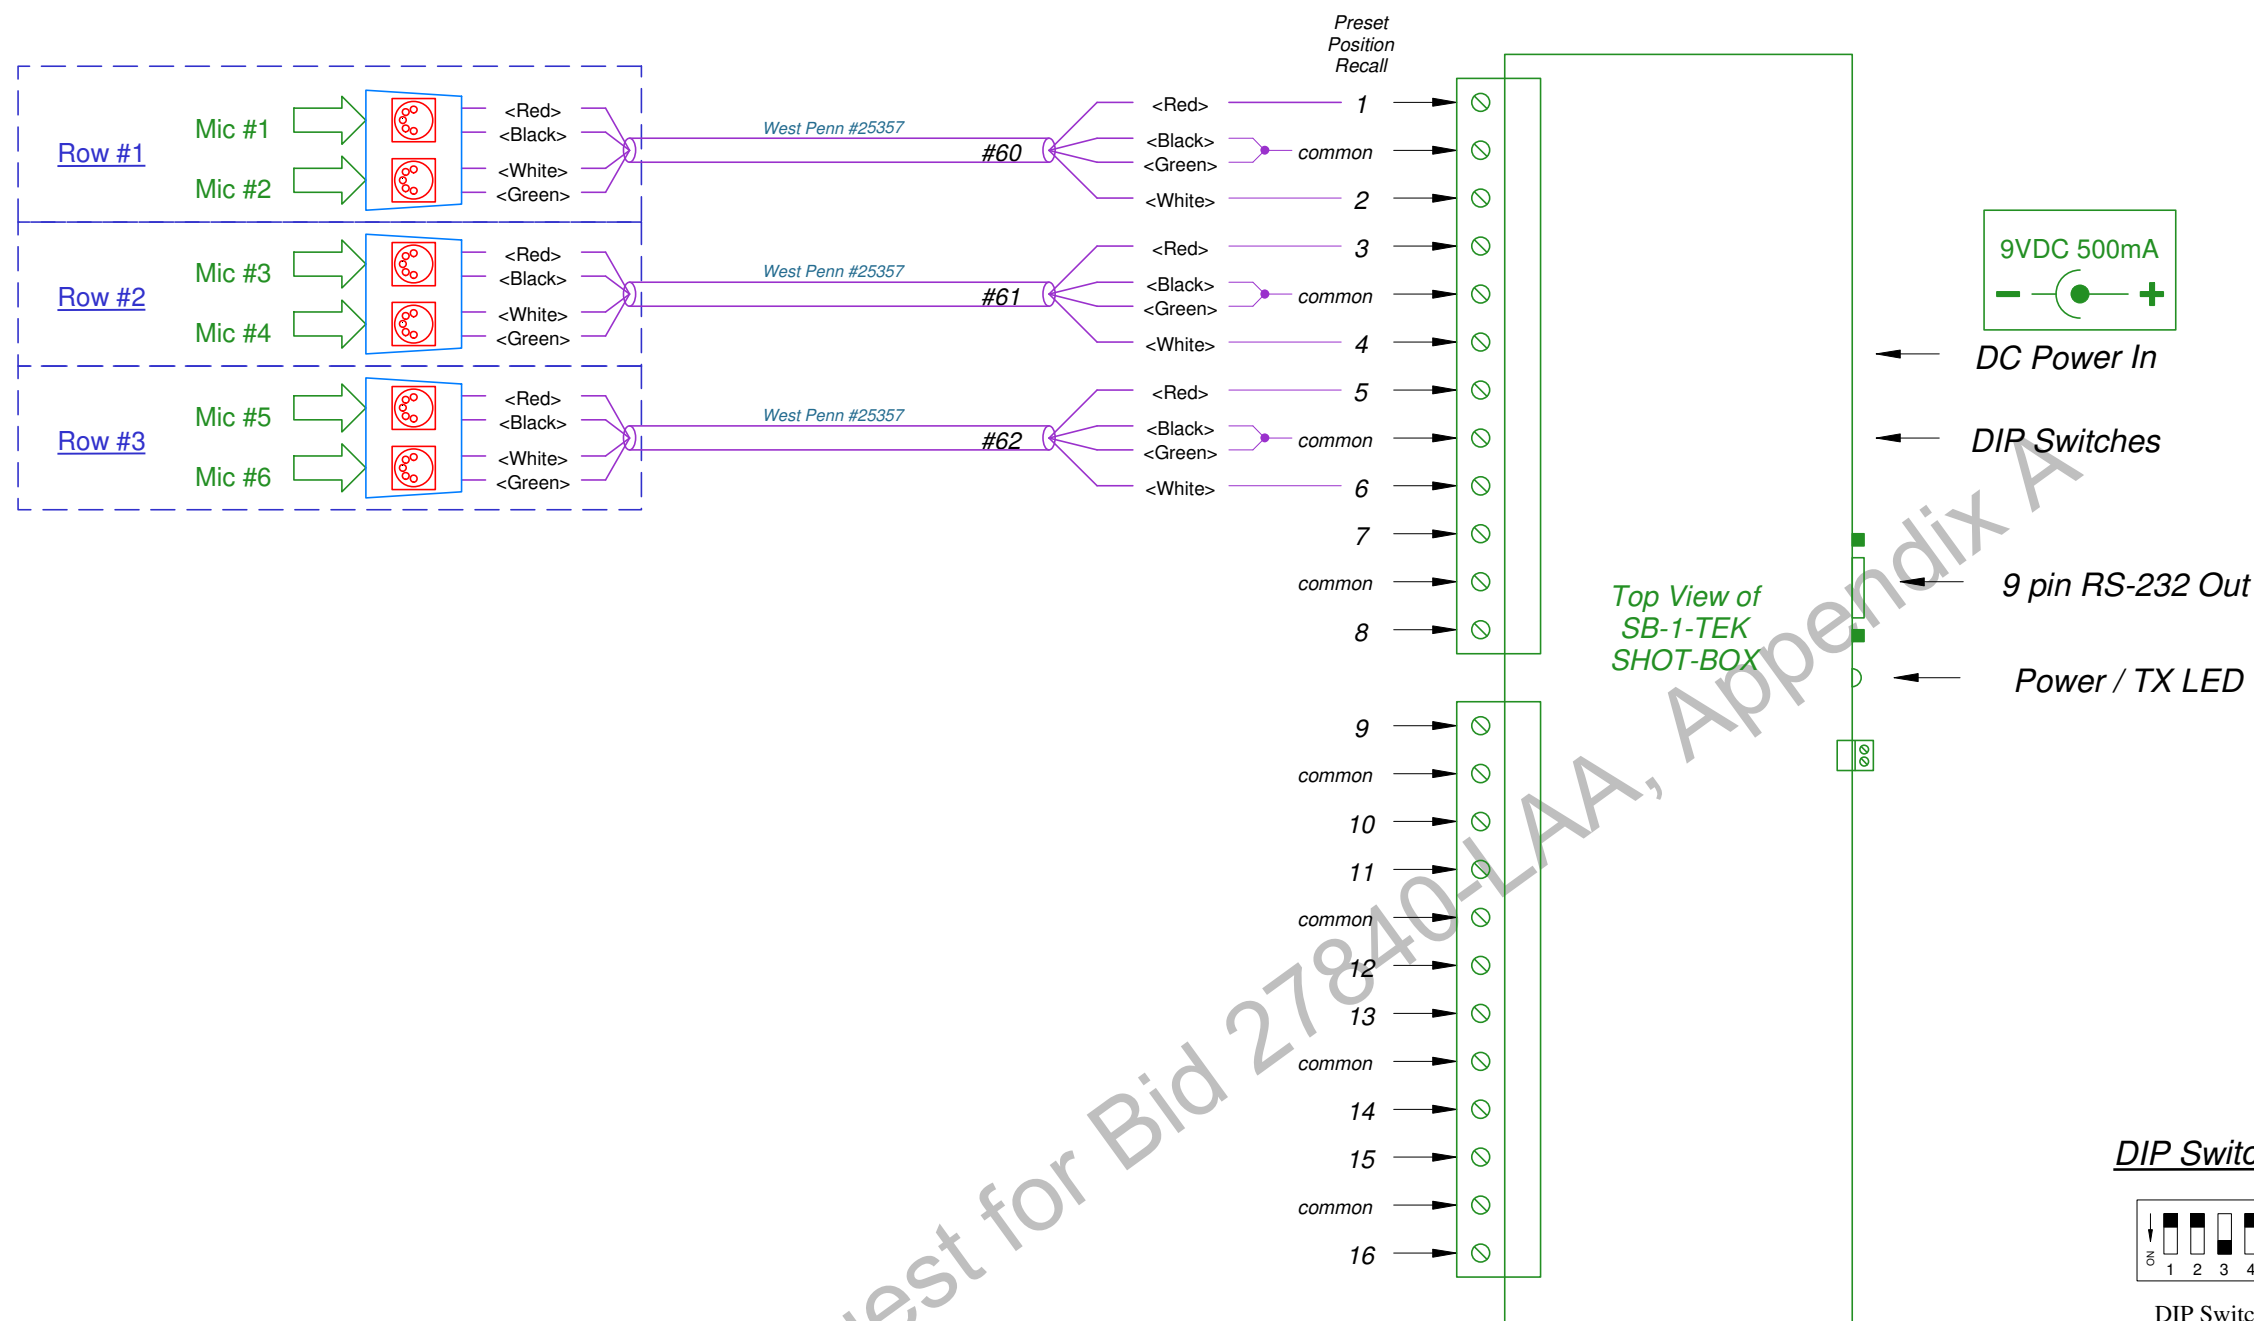 Preset
Position
Recall
Row #1
Mic #1
Mic #2
<Red>
<Black>
<White>
<Green>
West Penn #25357
#60
<Red>
<Black>
<Green>
<White>
1
common
2
Row #2
Mic #3
Mic #4
<Red>
<Black>
<White>
<Green>
West Penn #25357
#61
<Red>
<Black>
<Green>
<White>
3
common
4
Row #3
Mic #5
Mic #6
<Red>
<Black>
<White>
<Green>
West Penn #25357
#62
<Red>
<Black>
<Green>
<White>
5
common
6
7
common
8
9
common
10
11
common
12
13
common
14
15
common
16
Top View of
SB-1-TEK
SHOT-BOX
9VDC 500mA
DC Power In
DIP Switches
9 pin RS-232 Out
Power / TX LED
for Bid 27840-LAA, Appendix A
DIP
ON
1 2 3 4
DIP